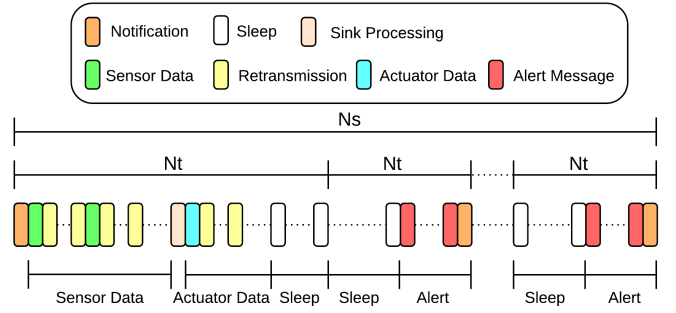 Notification Sleep Sink Processing
Sensor Data Retransmission Actuator Data Alert Message
Ns
Nt Nt Nt
Sensor Data Actuator Data Sleep Sleep Alert Sleep Alert